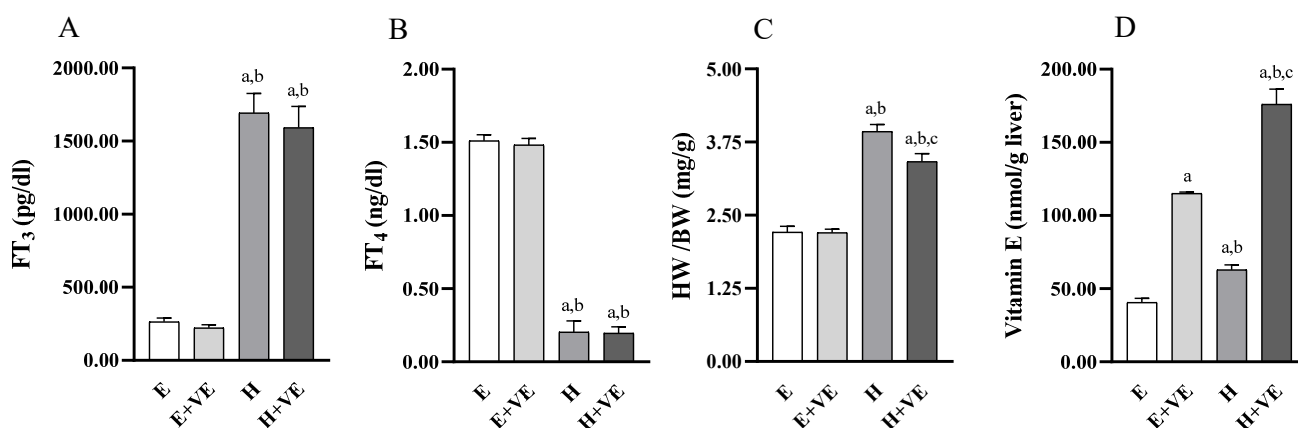 A
FT3 (pg/dl)
2000.00
1500.00
1000.00
500.00
0.00
a,b
a,b
E
E+VE
H
H+VE
B
FT4 (ng/dl)
2.00
1.50
1.00
0.50
0.00
a,b
a,b
E
E+VE
H
H+VE
C
HW /BW (mg/g)
5.00
3.75
2.50
1.25
0.00
a,b
a,b,c
E
E+VE
H
H+VE
D
Vitamin E (nmol/g liver)
200.00
150.00
100.00
50.00
0.00
a
a,b
a,b,c
E
E+VE
H
H+VE